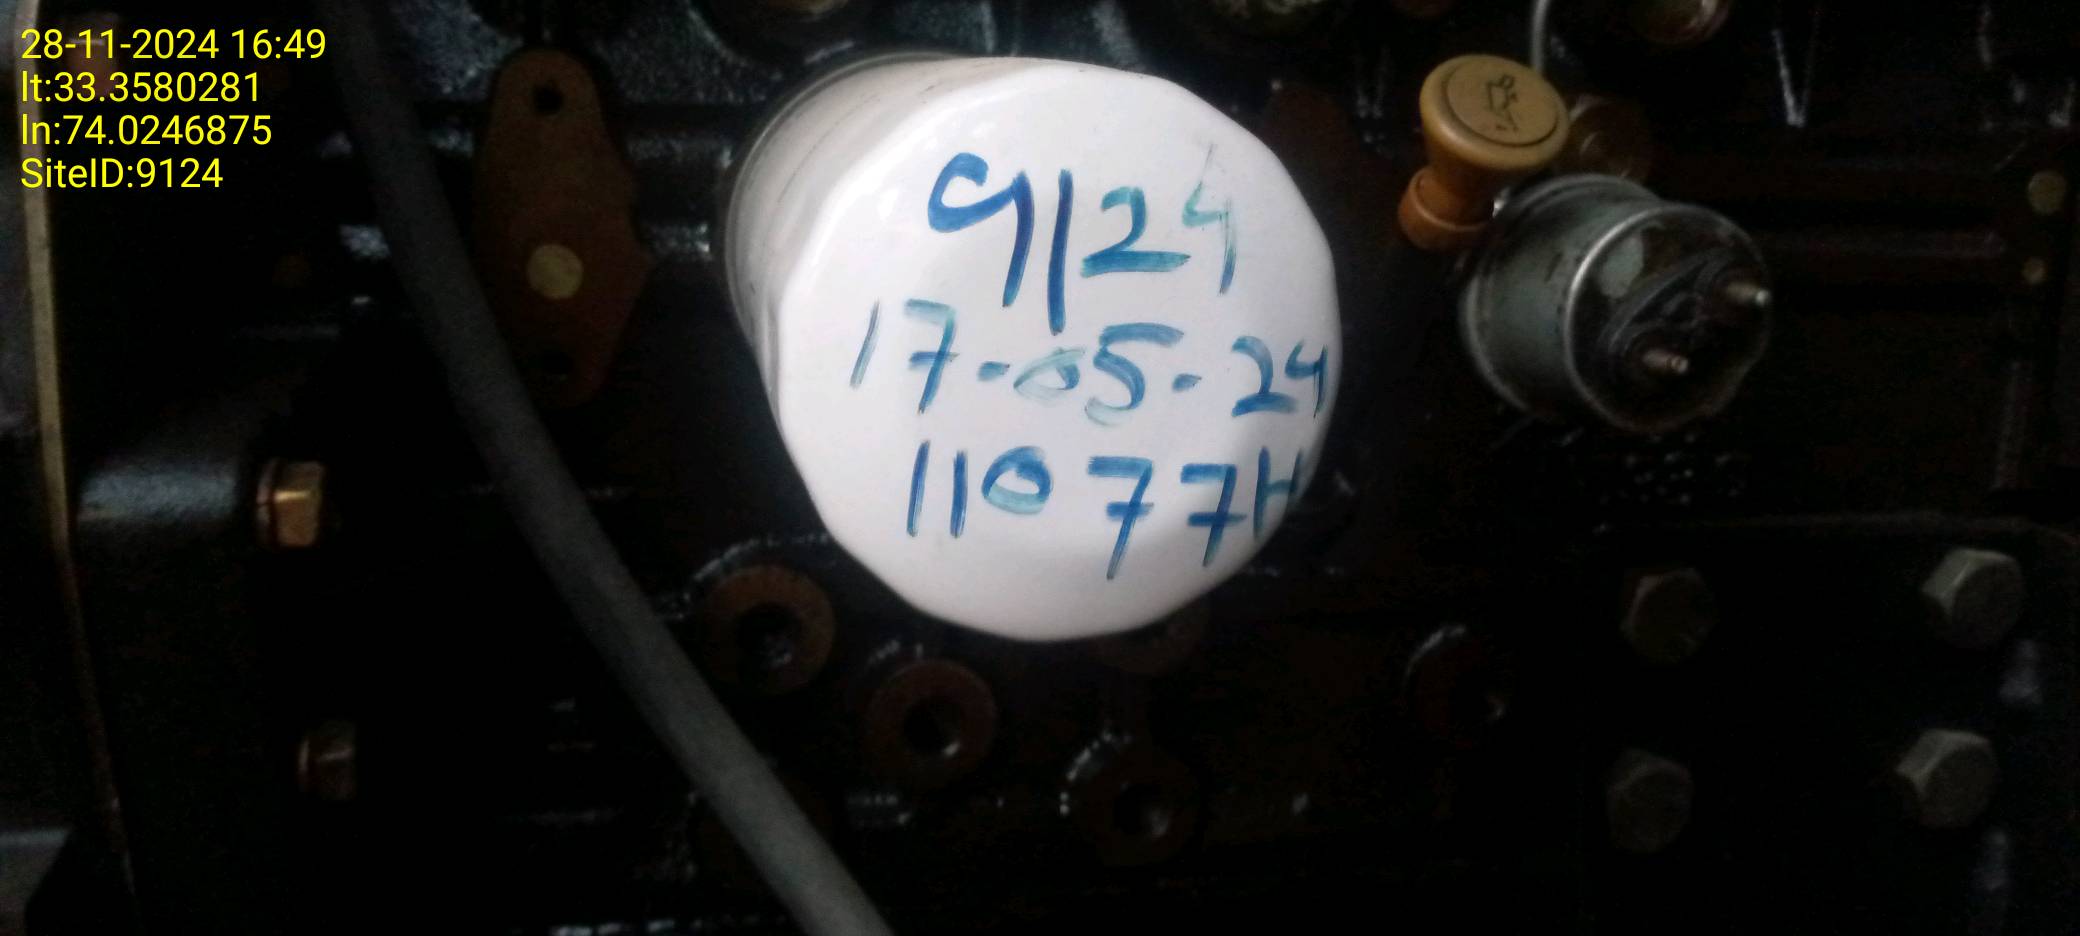 28-11-2024 16:49
lt:33.3580281
ln:74.0246875
SiteID:9124
9124
17-05-24
11077H